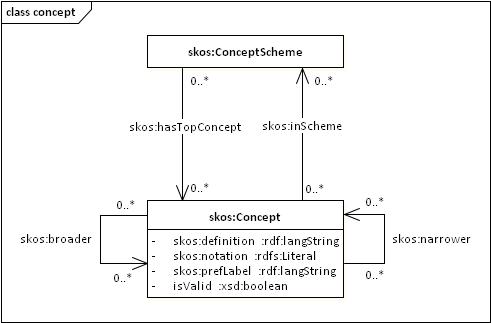 class concept
skos:ConceptScheme
0..*
0..*
skos:hasTopConcept
skos:inScheme
0..*
0..*
0..*
skos:Concept
0..*
skos:broader
- skos:definition :rdf:langString
skos:narrower
- skos:notation :rdfs:Literal
- skos:prefLabel :rdf:langString
0..*
0..*
- isValid :xsd:boolean